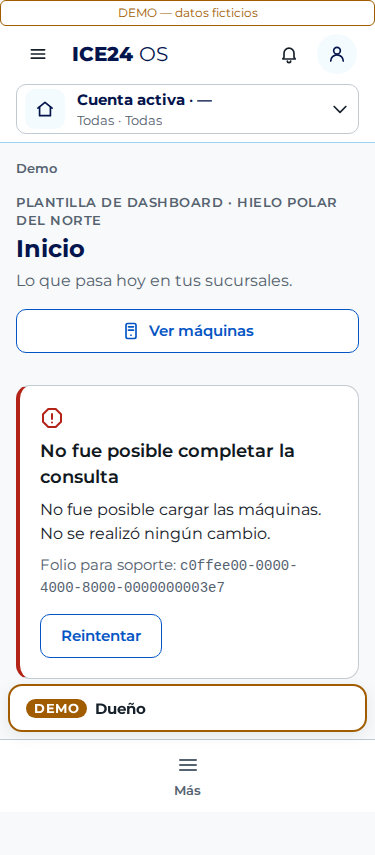 DEMO — datos ficticios
ICE24 OS
Cuenta activa · —
Todas · Todas
Demo
PLANTILLA DE DASHBOARD · HIELO POLAR
DEL NORTE
Inicio
Lo que pasa hoy en tus sucursales.
Ver máquinas
No fue posible completar la
consulta
No fue posible cargar las máquinas.
No se realizó ningún cambio.
Folio para soporte: c0ffee00-0000-
4000-8000-0000000003e7
Reintentar
DEMO Dueño
Más